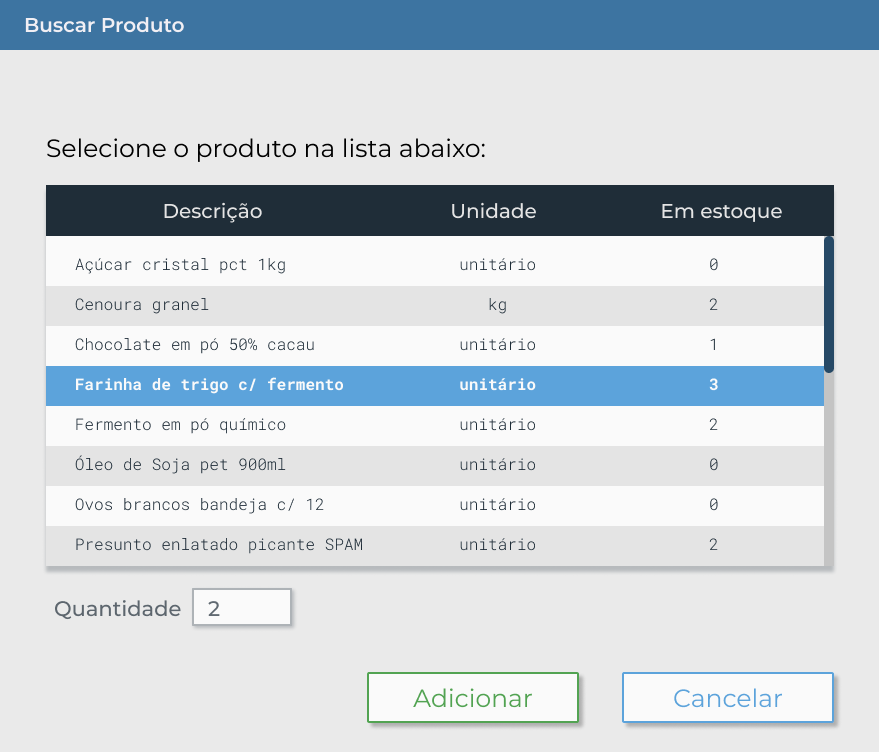 Buscar Produto
Selecione o produto na lista abaixo:
Descrição Unidade Em estoque
Açúcar cristal pct 1kg unitário 0
Cenoura granel kg 2
Chocolate em pó 50% cacau unitário 1
Farinha de trigo c/ fermento unitário 3
Fermento em pó químico unitário 2
Óleo de Soja pet 900ml unitário 0
Ovos brancos bandeja c/ 12 unitário 0
Presunto enlatado picante SPAM unitário 2
Quantidade 2
Adicionar Cancelar